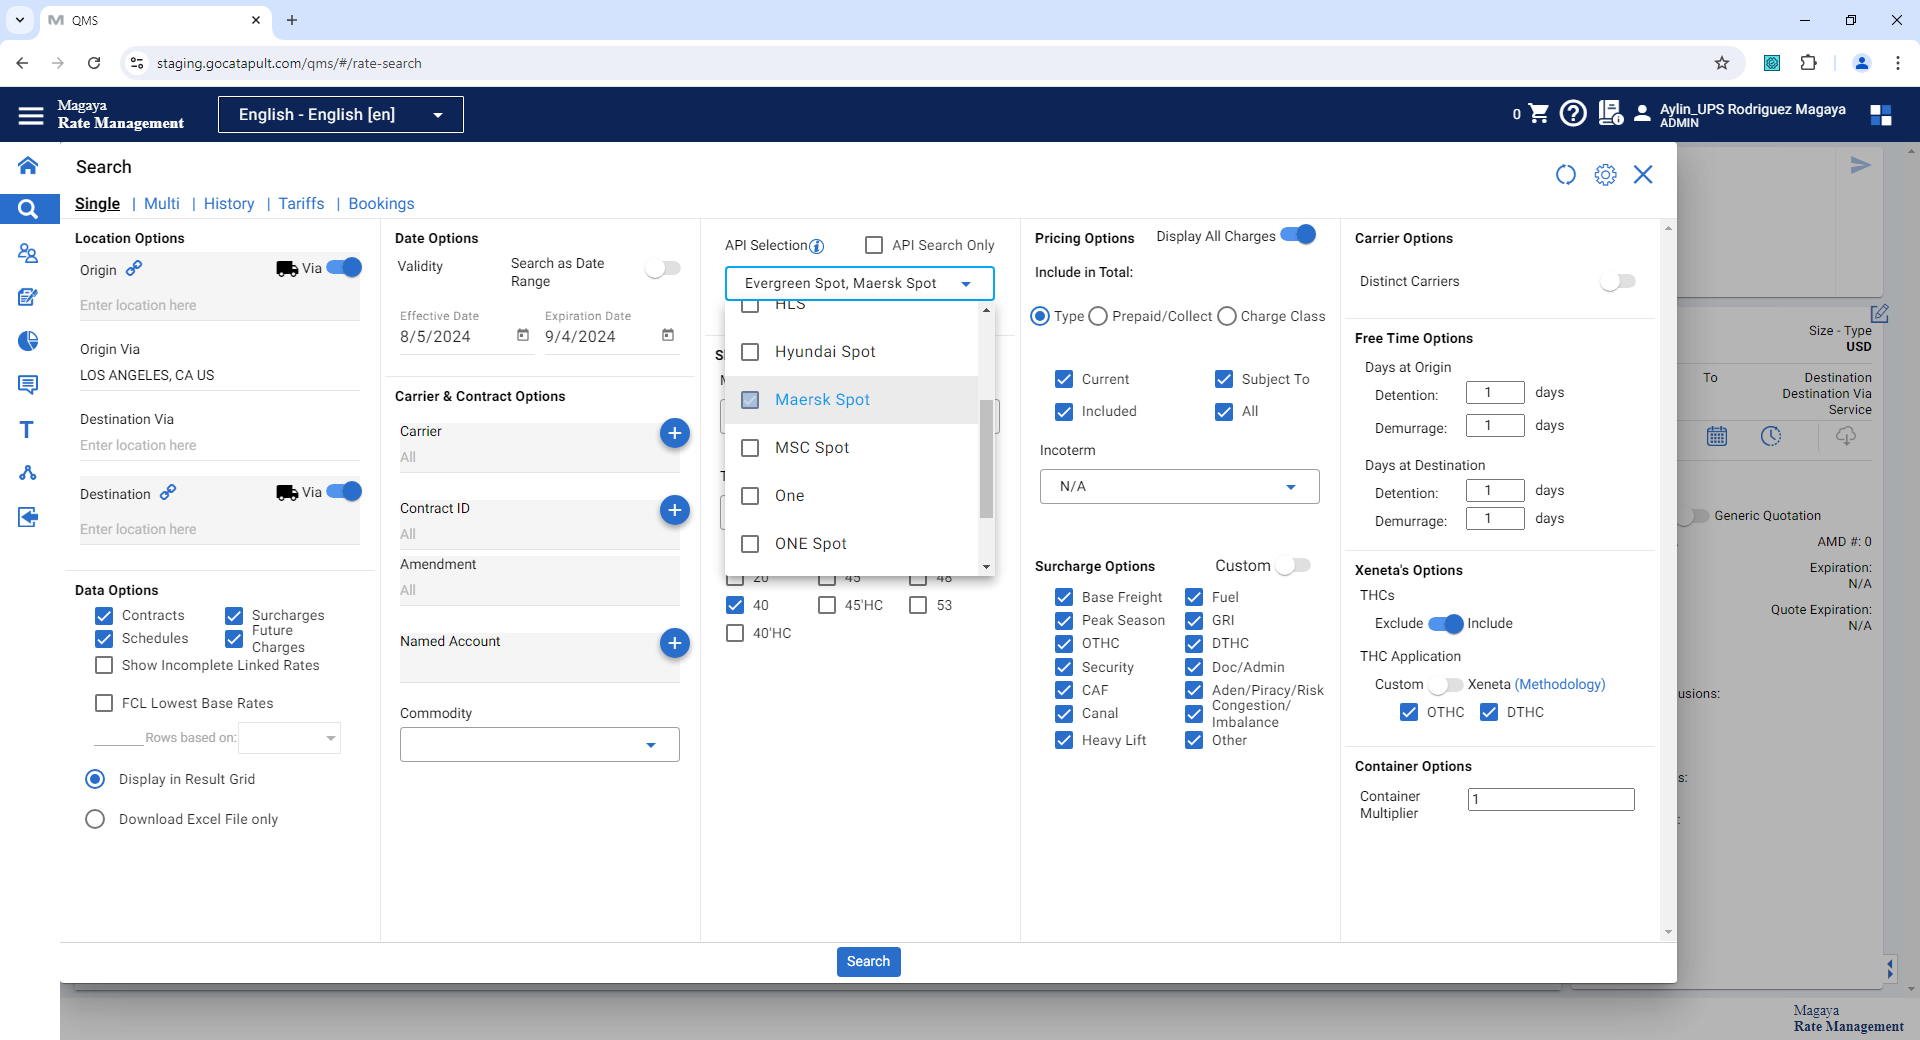 QMS
staging.gocatapult.com/qms/#/rate-search
Magaya
Rate Management
English - English [en]
0
Aylin_UPS Rodriguez Magaya
ADMIN
Search
Single | Multi | History | Tariffs | Bookings
Location Options
Origin
Via
Enter location here
Origin Via
LOS ANGELES, CA US
Destination Via
Enter location here
Destination
Via
Enter location here
Data Options
Contracts
Surcharges
Schedules
Future Charges
Show Incomplete Linked Rates
FCL Lowest Base Rates
Rows based on:
Display in Result Grid
Download Excel File only
Date Options
Validity
Search as Date Range
Effective Date
8/5/2024
Expiration Date
9/4/2024
Carrier & Contract Options
Carrier
All
Contract ID
All
Amendment
All
Named Account
Commodity
API Selection
API Search Only
Evergreen Spot, Maersk Spot
HLS
Hyundai Spot
Maersk Spot
MSC Spot
One
ONE Spot
20
45
48
40
45'HC
53
40'HC
Pricing Options
Display All Charges
Include in Total:
Type
Prepaid/Collect
Charge Class
Current
Subject To
Included
All
Incoterm
N/A
Surcharge Options
Custom
Base Freight
Fuel
Peak Season
GRI
OTHC
DTHC
Security
Doc/Admin
CAF
Aden/Piracy/Risk
Canal
Congestion/
Imbalance
Heavy Lift
Other
Carrier Options
Distinct Carriers
Free Time Options
Days at Origin
Detention:
1
days
Demurrage:
1
days
Days at Destination
Detention:
1
days
Demurrage:
1
days
Xeneta's Options
THCs
Exclude
Include
THC Application
Custom
Xeneta (Methodology)
OTHC
DTHC
Container Options
Container Multiplier
1
Search
Size - Type
USD
To
Destination
Destination Via
Service
Generic Quotation
AMD #: 0
Expiration:
N/A
Quote Expiration:
N/A
usions:
s:
Magaya
Rate Management